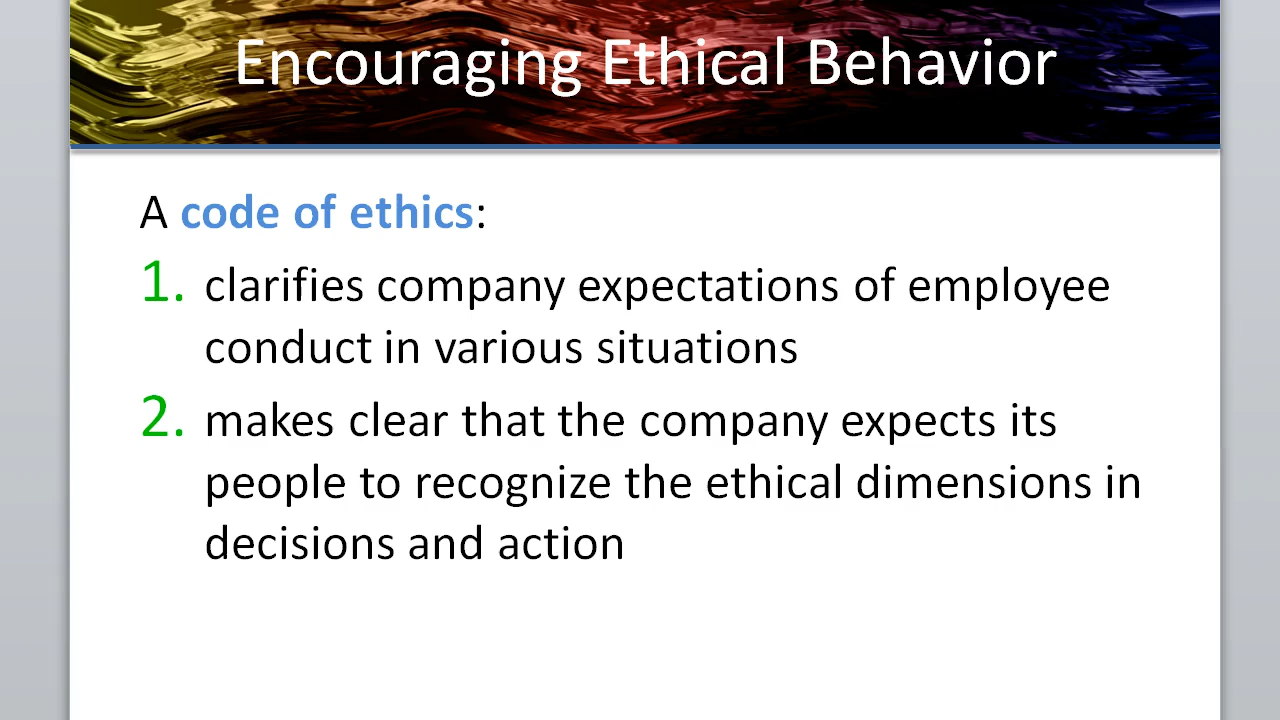 Encouraging Ethical Behavior
A code of ethics:
1. clarifies company expectations of employee
conduct in various situations
2. makes clear that the company expects its
people to recognize the ethical dimensions in
decisions and action